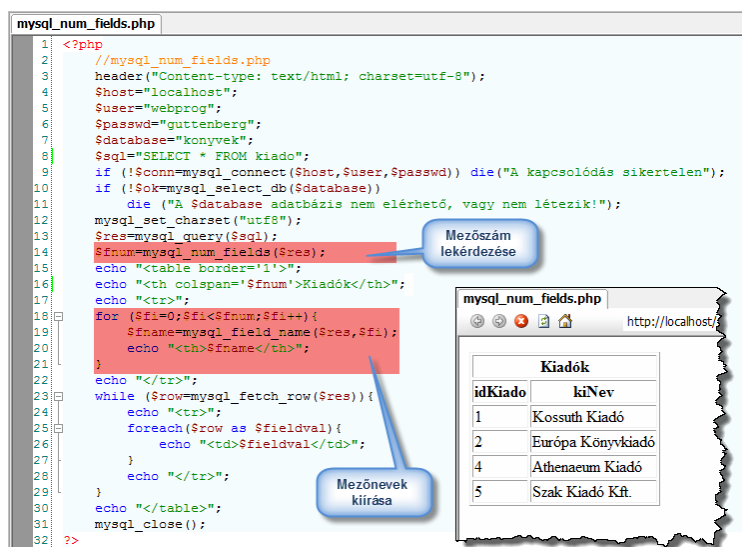 mysql_num_fields.php
1 <?php
2 //mysql_num_fields.php
3 header("Content-type: text/html; charset=utf-8");
4 $host="localhost";
5 $user="webprog";
6 $passwd="guttenberg";
7 $database="konyvek";
8 $sql="SELECT * FROM kiado";
9 if (!$conn=mysql_connect($host,$user,$passwd)) die("A kapcsolódás sikertelen");
10 if (!$ok=mysql_select_db($database))
11 die ("A $database adatbázis nem elérhető, vagy nem létezik!");
12 mysql_set_charset("utf8");
13 $res=mysql_query($sql);
14 $fnum=mysql_num_fields($res);
15 echo "<table border='1'>";
16 echo "<th colspan='$fnum'>Kiadók</th>";
17 echo "<tr>";
18 for ($fi=0;$fi<$fnum;$fi++){
19 $fname=mysql_field_name($res,$fi);
20 echo "<th>$fname</th>";
21 }
22 echo "</tr>";
23 while ($row=mysql_fetch_row($res)){
24 echo "<tr>";
25 foreach($row as $fieldval){
26 echo "<td>$fieldval</td>";
27 }
28 echo "</tr>";
29 }
30 echo "</table>";
31 mysql_close();
32 ?>
Mezőszám
lekérdezése
Mezőnevek
kiírása
mysql_num_fields.php
http://localhost/
Kiadók
idKiado kiNev
1 Kossuth Kiadó
2 Európa Könyvkiadó
4 Athenaeum Kiadó
5 Szak Kiadó Kft.